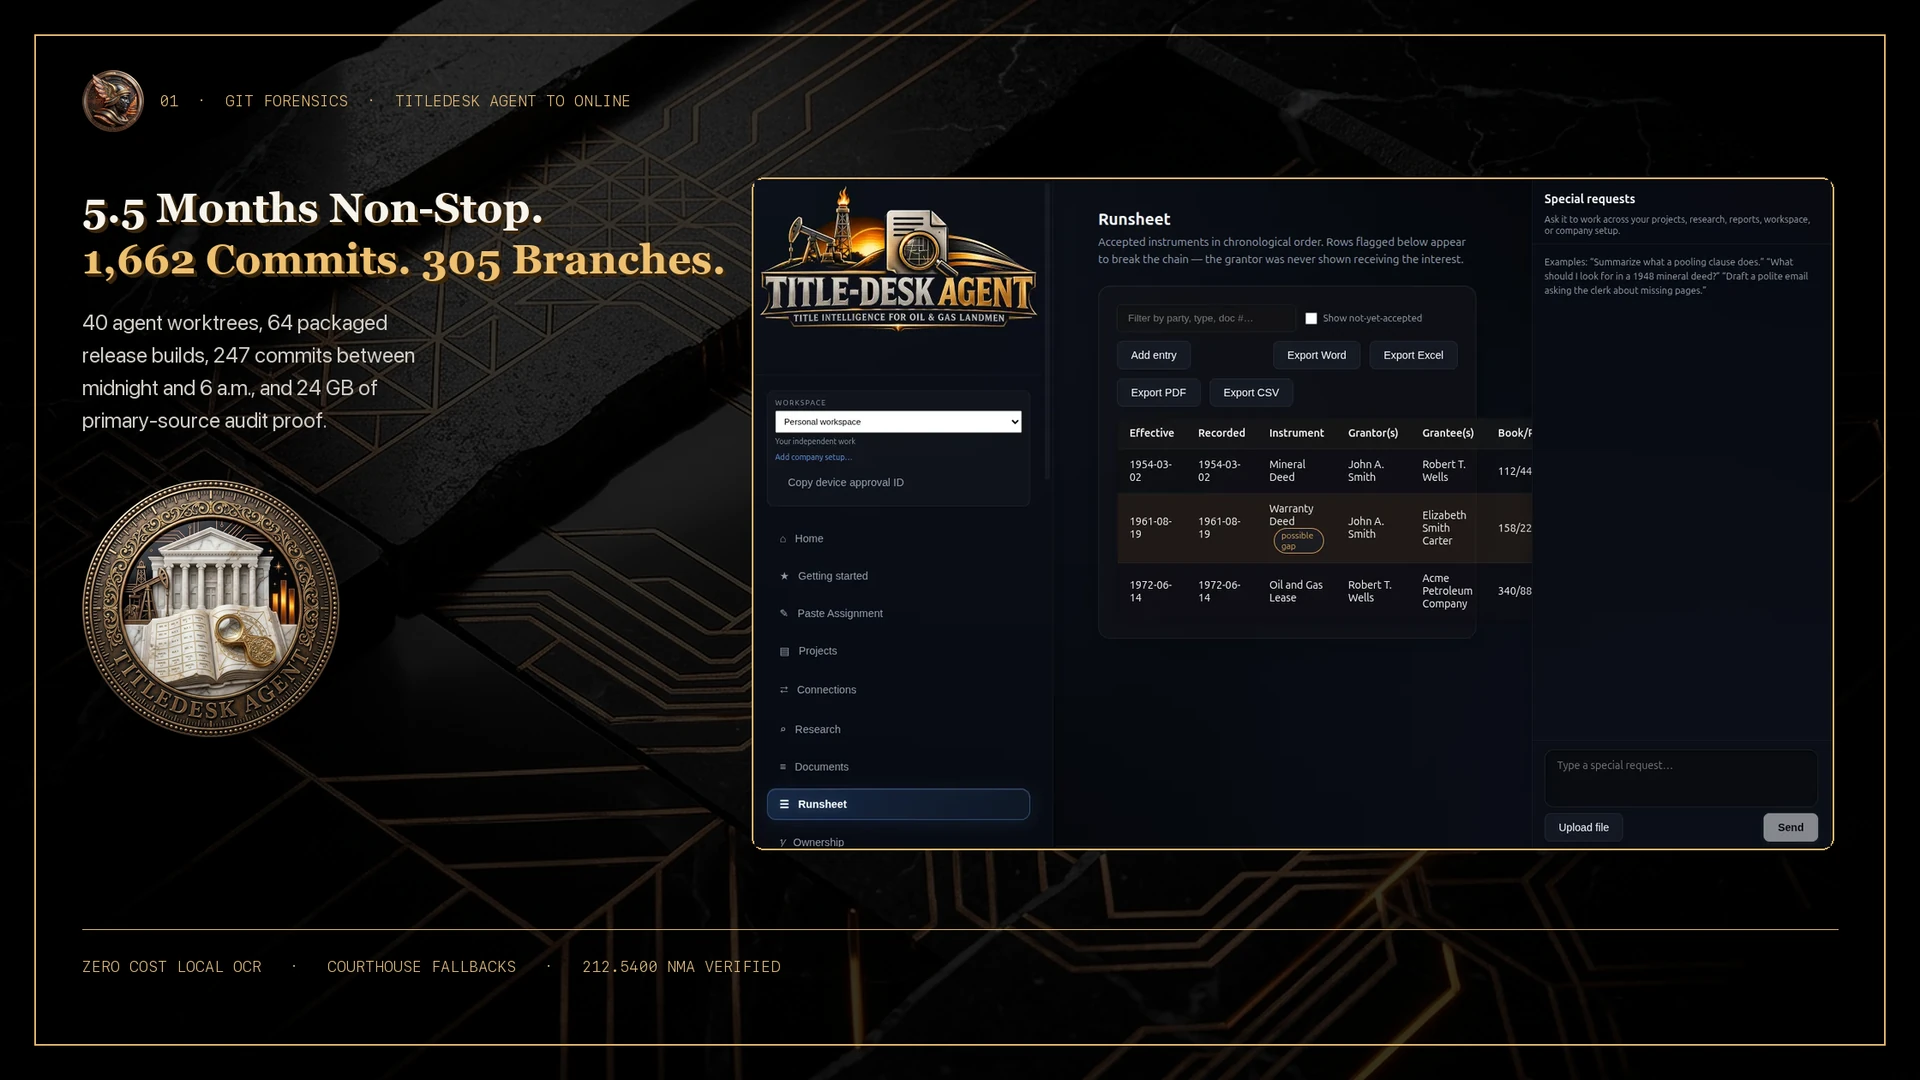 01 · GIT FORENSICS · TITLEDESK AGENT TO ONLINE
5.5 Months Non-Stop.
1,662 Commits. 305 Branches.
40 agent worktrees, 64 packaged
release builds, 247 commits between
midnight and 6 a.m., and 24 GB of
primary-source audit proof.
TITLEDESK AGENT
TITLE-DESK AGENT
TITLE INTELLIGENCE FOR OIL & GAS LANDMEN
WORKSPACE
Personal workspace
Your independent work
Add company setup...
Copy device approval ID
Home
Getting started
Paste Assignment
Projects
Connections
Research
Documents
Runsheet
Ownership
Runsheet
Accepted instruments in chronological order. Rows flagged below appear
to break the chain — the grantor was never shown receiving the interest.
Filter by party, type, doc #...
Show not-yet-accepted
Add entry
Export Word
Export Excel
Export PDF
Export CSV
Effective Recorded Instrument Grantor(s) Grantee(s) Book/P
1954-03- 1954-03- Mineral John A. Robert T. 112/44
02 02 Deed Smith Wells
Warranty
Deed
1961-08- 1961-08- John A. Elizabeth 158/22
19 19 Smith Smith
Carter
possible
gap
1972-06- 1972-06- Oil and Gas Robert T. Acme 340/88
14 14 Lease Wells Petroleum
Company
Special requests
Ask it to work across your projects, research, reports, workspace,
or company setup.
Examples: "Summarize what a pooling clause does." "What
should I look for in a 1948 mineral deed?" "Draft a polite email
asking the clerk about missing pages."
Type a special request...
Upload file
Send
ZERO COST LOCAL OCR · COURTHOUSE FALLBACKS · 212.5400 NMA VERIFIED